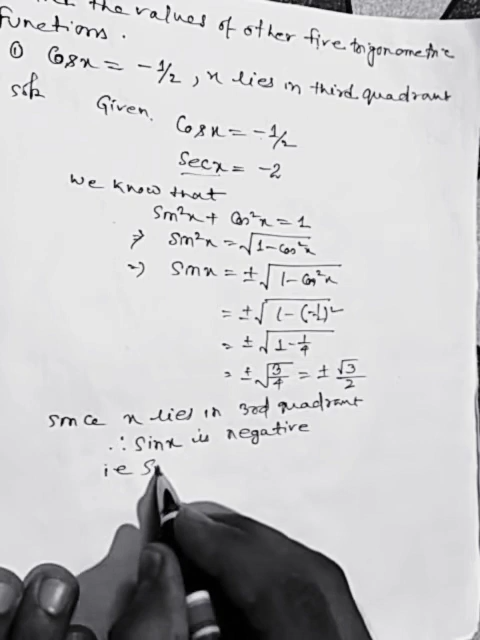 the values of other five trigonometric
functions.
① Cosx = -1/2, x lies in third quadrant
Soln Given,
Cosx = -1/2
Secx = -2
We know that
Sin²x + Cos²x = 1
⇒ Sin²x = √1-cos²x
⇒ Sinx = ±√1-Cos²x
= ±√1-(-1)²
= ±√1-1/4
= ±√3/4 = ±√3/2
Since x lies in 3rd quadrant
∴ Sinx is negative
ie S